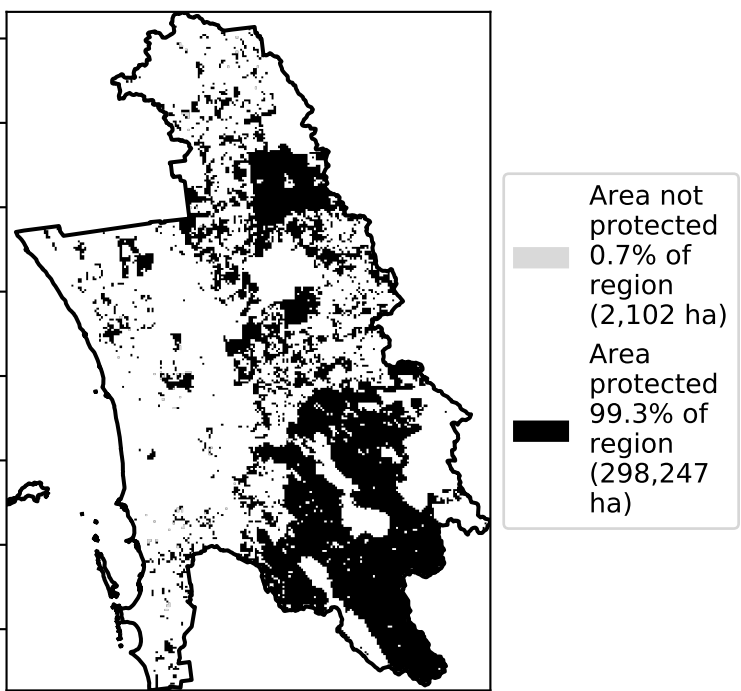 Area not
protected
0.7% of
region
(2,102 ha)
Area
protected
99.3% of
region
(298,247
ha)